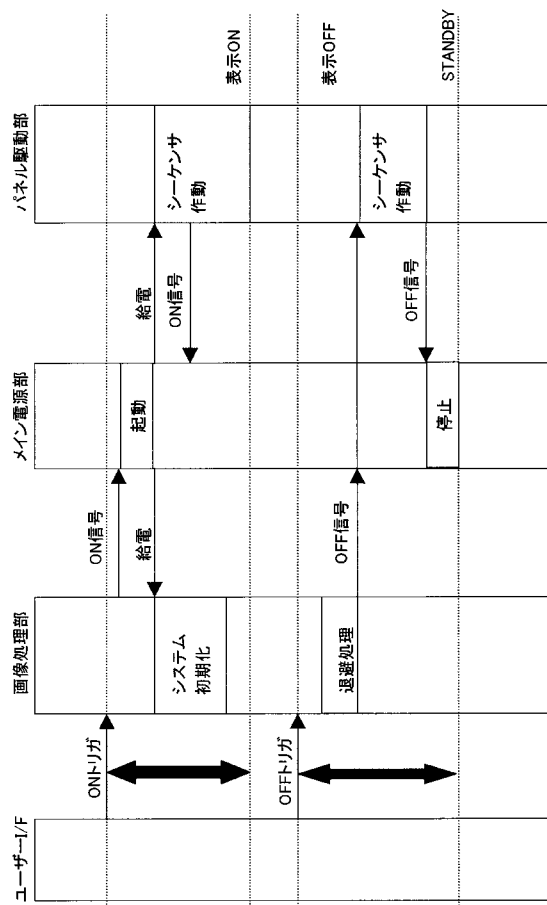 ユーザーI/F
画像処理部
メイン電源部
パネル駆動部
ONトリガ
ON信号
起動
給電
給電
ON信号
システム
初期化
シーケンサ
作動
表示ON
OFFトリガ
表示OFF
退避処理
OFF信号
シーケンサ
作動
OFF信号
停止
STANDBY